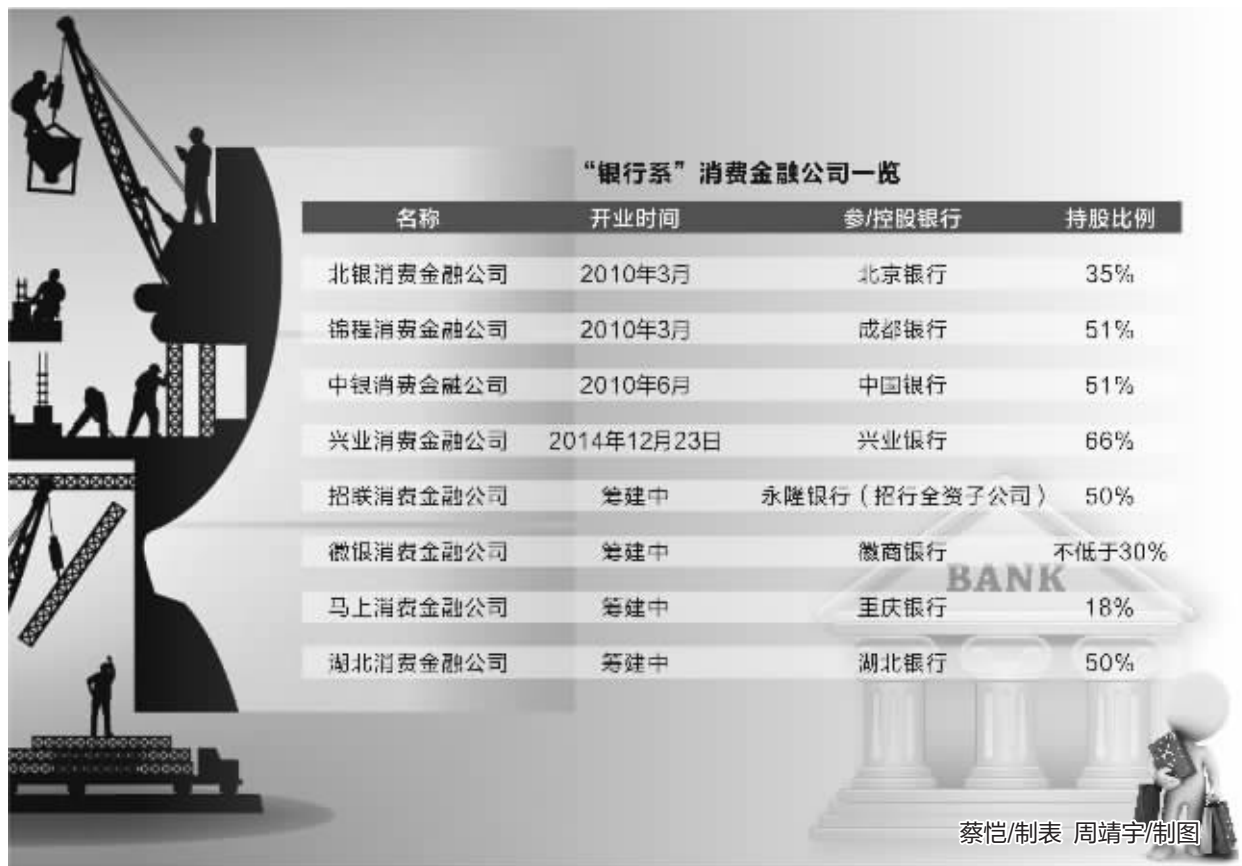 “银行系”消费金融公司一览
名称 开业时间 参/控股银行 持股比例
北银消费金融公司 2010年3月 北京银行 35%
锦程消费金融公司 2010年3月 成都银行 51%
中银消费金融公司 2010年6月 中国银行 51%
兴业消费金融公司 2014年12月23日 兴业银行 66%
招联消费金融公司 筹建中 永隆银行（招行全资子公司） 50%
徽银消费金融公司 筹建中 徽商银行 不低于30%
BANK
马上消费金融公司 筹建中 重庆银行 18%
湖北消费金融公司 筹建中 湖北银行 50%
蔡恺/制表 周靖宇/制图